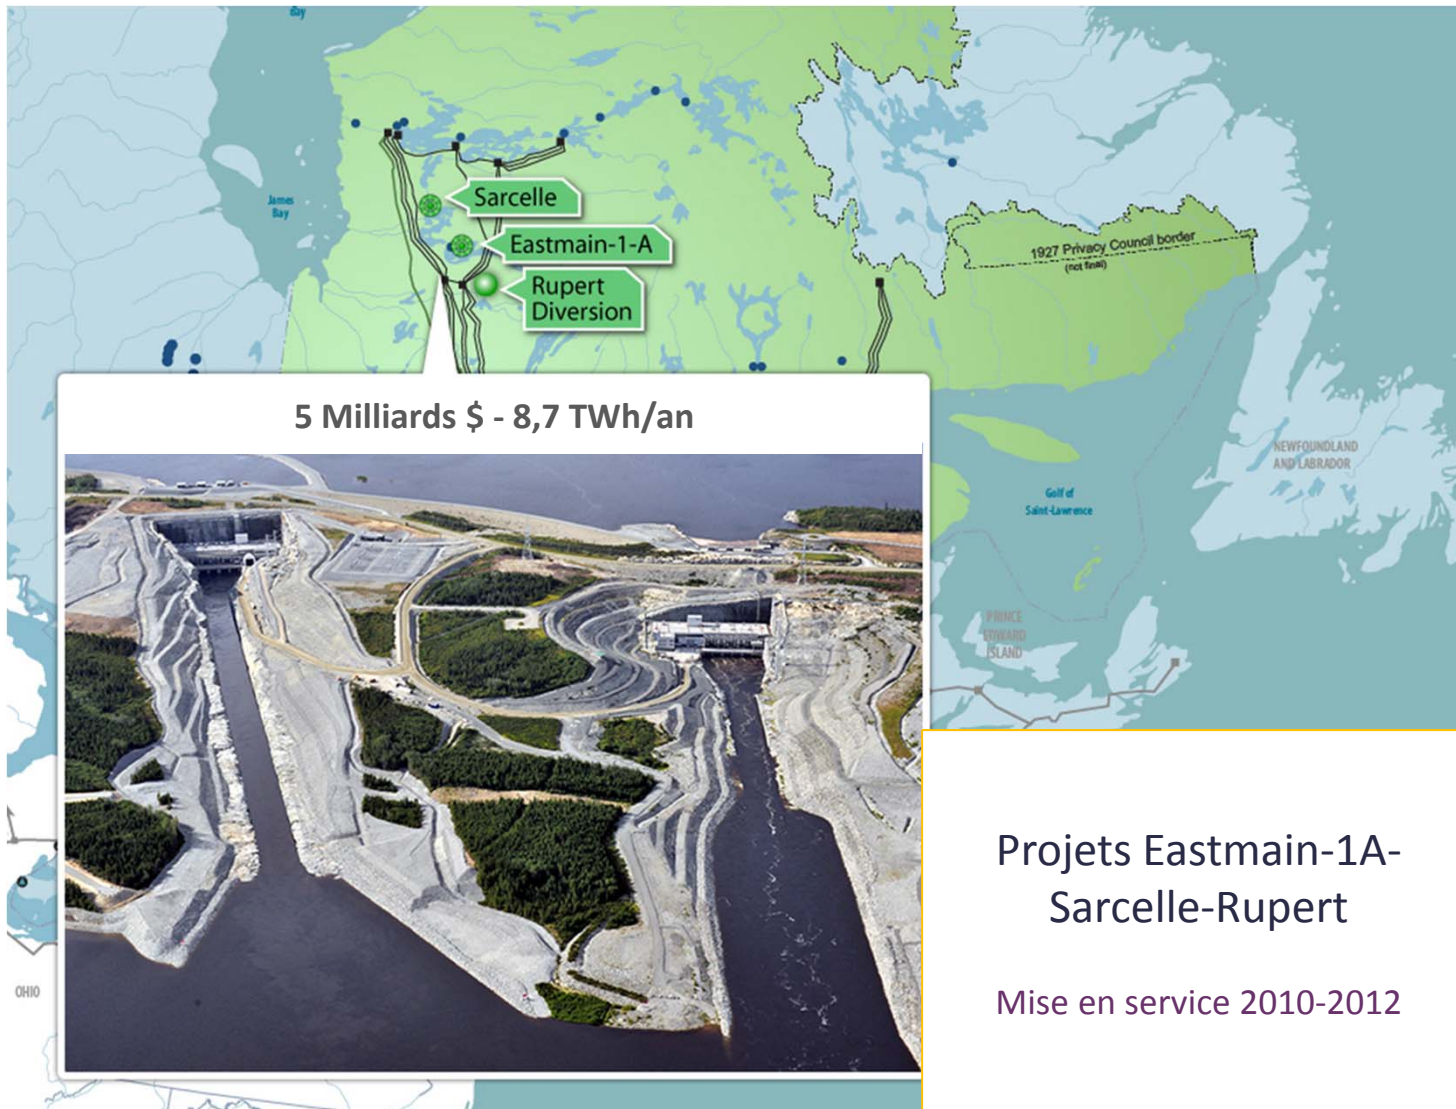 Bay
James
Bay
Sarcelle
Eastmain-1-A
Rupert
Diversion
1927 Privacy Council border
(not final)
5 Milliards $ - 8,7 TWh/an
NEWFOUNDLAND
AND LABRADOR
Golf of
Saint-Lawrence
PRINCE
EDWARD
ISLAND
OHIO
Projets Eastmain-1A-
Sarcelle-Rupert
Mise en service 2010-2012